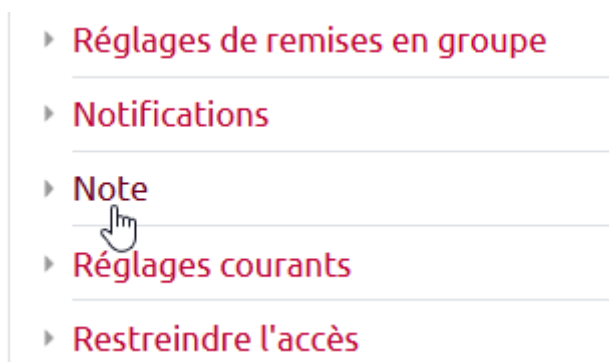 Réglages de remises en groupe
Notifications
Note
Réglages courants
Restreindre l'accès